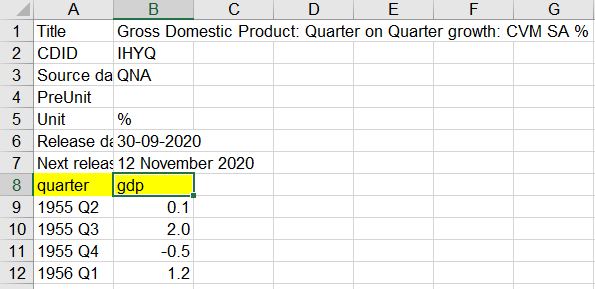 A B C D E F G
1 Title Gross Domestic Product: Quarter on Quarter growth: CVM SA %
2 CDID IHYQ
3 Source da QNA
4 PreUnit
5 Unit %
6 Release da 30-09-2020
7 Next releas 12 November 2020
8 quarter gdp
9 1955 Q2 0.1
10 1955 Q3 2.0
11 1955 Q4 -0.5
12 1956 Q1 1.2